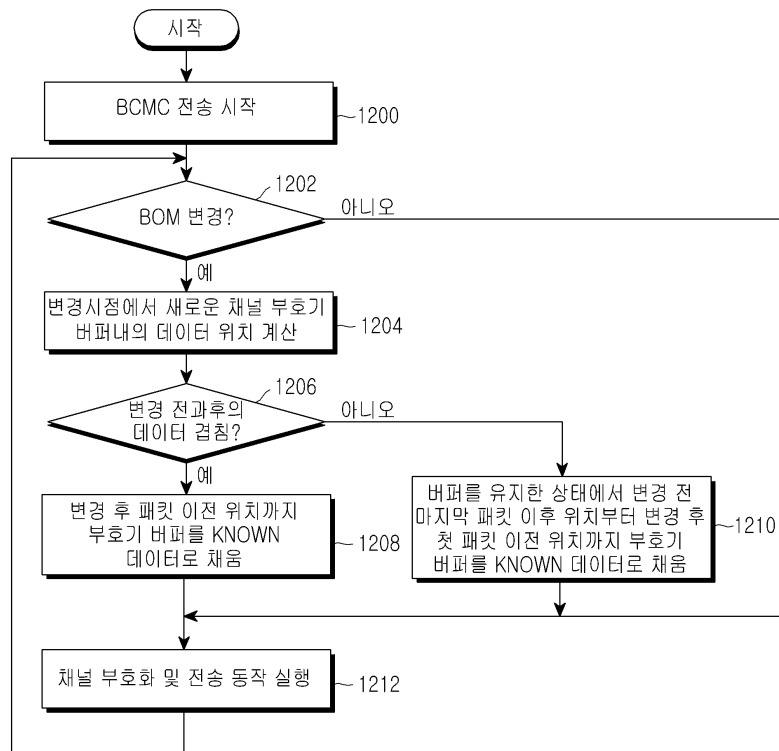 시작
BCMC 전송 시작
1200
1202
BOM 변경?
아니오
예
변경시점에서 새로운 채널 부호기
버퍼내의 데이터 위치 계산
1204
1206
변경 전과후의
데이터 겹침?
아니오
예
변경 후 패킷 이전 위치까지
부호기 버퍼를 KNOWN
데이터로 채움
1208
버퍼를 유지한 상태에서 변경 전
마지막 패킷 이후 위치부터 변경 후
첫 패킷 이전 위치까지 부호기
버퍼를 KNOWN 데이터로 채움
1210
채널 부호화 및 전송 동작 실행
1212